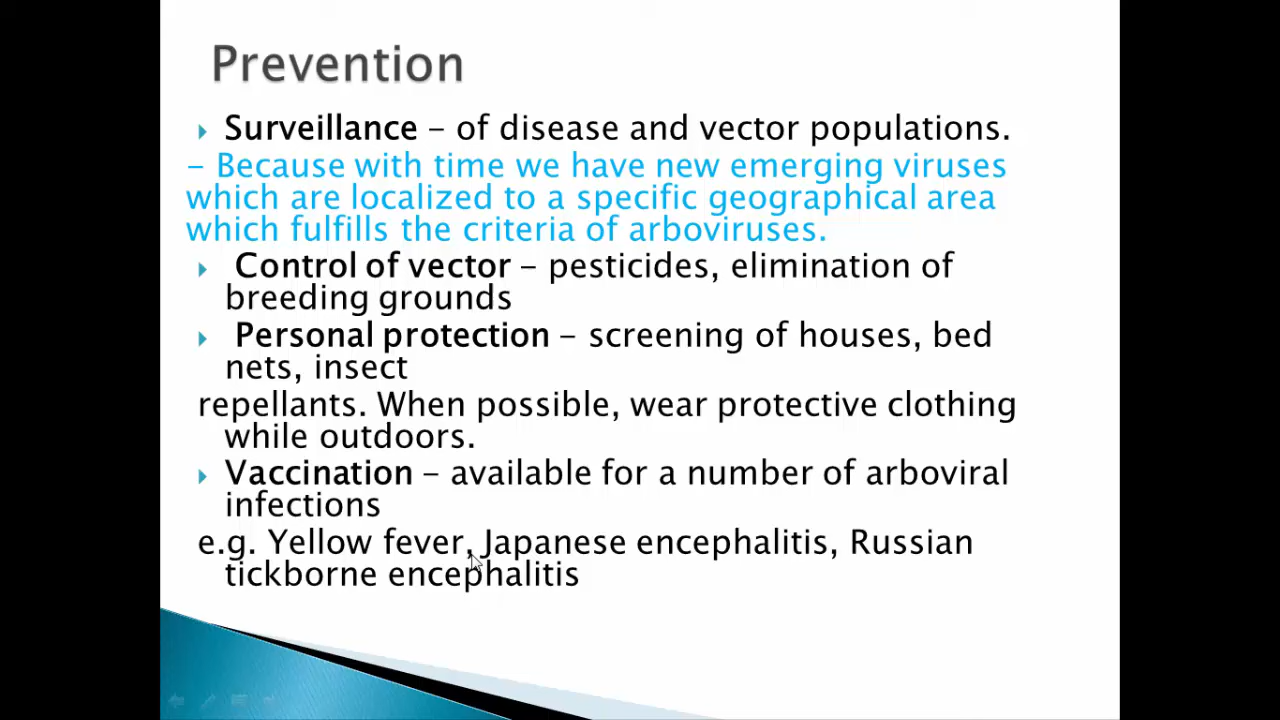 Prevention
Surveillance – of disease and vector populations.
– Because with time we have new emerging viruses
which are localized to a specific geographical area
which fulfills the criteria of arboviruses.
Control of vector – pesticides, elimination of
breeding grounds
Personal protection – screening of houses, bed
nets, insect
repellants. When possible, wear protective clothing
while outdoors.
Vaccination – available for a number of arboviral
infections
e.g. Yellow fever, Japanese encephalitis, Russian
tickborne encephalitis